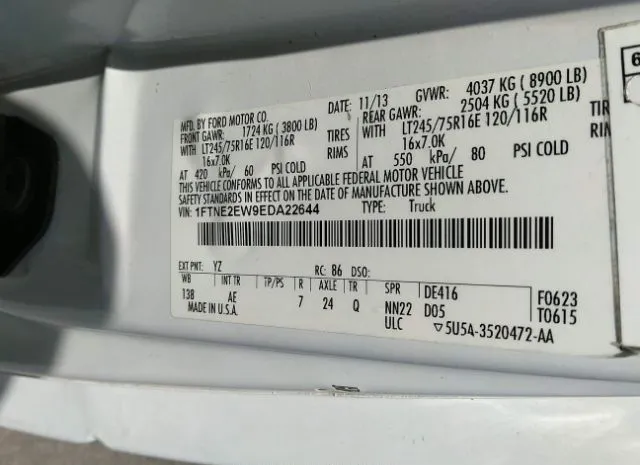 MFD. BY FORD MOTOR CO. DATE: 11/13 GVWR: 4037 KG ( 8900 LB)
FRONT GAWR: 1724 KG ( 3800 LB) REAR GAWR: 2504 KG ( 5520 LB)
WITH LT245/75R16E 120/116R TIRES WITH LT245/75R16E 120/116R TIRES
16x7.0K RIMS 16x7.0K RIMS
AT 420 kPa/ 60 PSI COLD AT 550 kPa/ 80 PSI COLD
THIS VEHICLE CONFORMS TO ALL APPLICABLE FEDERAL MOTOR VEHICLE
SAFETY STANDARDS IN EFFECT ON THE DATE OF MANUFACTURE SHOWN ABOVE.
VIN: 1FTNE2EW9EDA22644 TYPE: Truck
EXT PNT: YZ RC: 86 DSO:
WB INT TR TP/PS R AXLE TR SPR DE416 F0623
138 AE 7 24 Q NN22 D05 T0615
MADE IN U.S.A. ULC ▽5U5A-3520472-AA
6